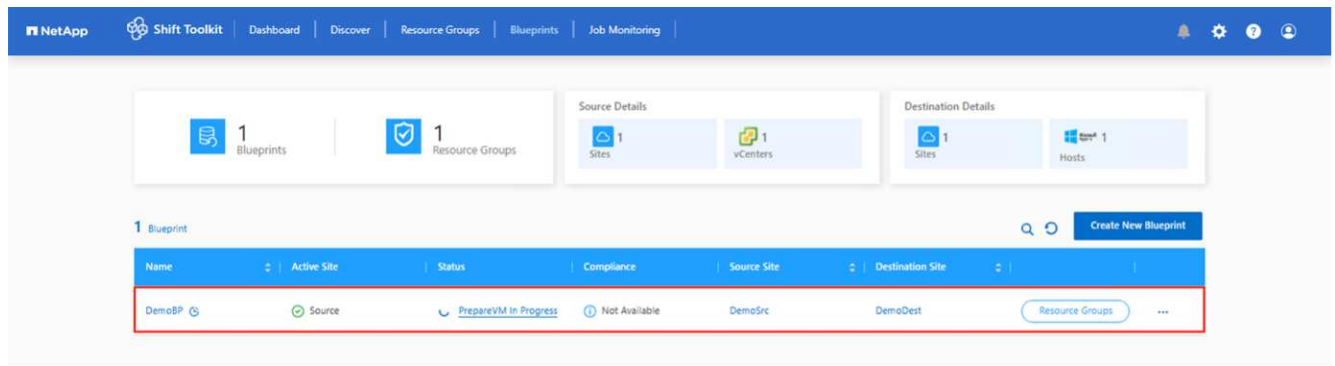 NetApp Shift Toolkit Dashboard Discover Resource Groups Blueprints Job Monitoring
Source Details
Destination Details
1
Blueprints
1
Resource Groups
1
Sites
1
vCenters
1
Sites
1
Hosts
1 Blueprint
Create New Blueprint
Name Active Site Status Compliance Source Site Destination Site
DemoBP Source PrepareVM In Progress Not Available DemoSrc DemoDest Resource Groups ...